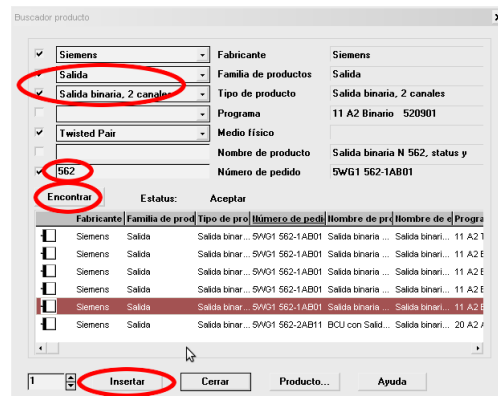 Buscador producto
Siemens Fabricante Siemens
Salida Familia de productos Salida
Salida binaria, 2 canales Tipo de producto Salida binaria, 2 canales
Programa 11 A2 Binario 520901
Twisted Pair Medio físico
Nombre de producto Salida binaria N 562, status y
562 Número de pedido 5WG1 562-1AB01
Encontrar Estatus: Aceptar
Fabricante Familia de prod Tipo de pro Número de pedi Nombre de pro Nombre de e Progra
Siemens Salida Salida binar... 5WG1 562-1AB01 Salida binaria ... Salida binari... 11 A2 T
Siemens Salida Salida binar... 5WG1 562-1AB01 Salida binaria ... Salida binari... 11 A2 E
Siemens Salida Salida binar... 5WG1 562-1AB01 Salida binaria ... Salida binari... 11 A2 E
Siemens Salida Salida binar... 5WG1 562-1AB01 Salida binaria ... Salida binari... 11 A2 E
Siemens Salida Salida binar... 5WG1 562-1AB01 Salida binaria ... Salida binari... 11 A2 E
Siemens Salida Salida binar... 5WG1 562-2AB11 BCU con Salid... Salida binari... 20 A2 A
1 Insertar Cerrar Producto... Ayuda